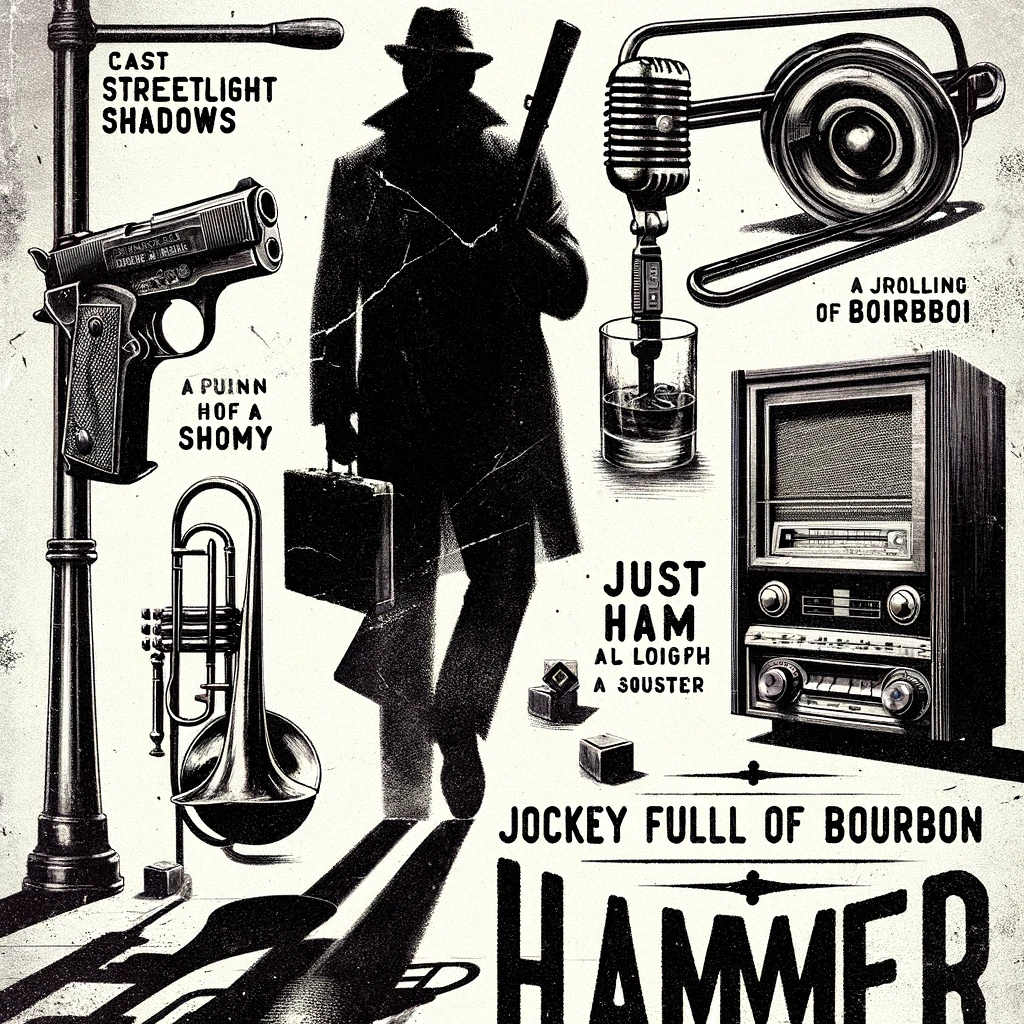 CAST
STREETLIGHT
SHADOWS
A JROLLING
OF BOIRBBOI
A PUINN
HOF A
SHOMY
JUST
HAM
AL LOIGPH
A SOUSTER
JOCKEY FULLL OF BOURBON
HAMMER